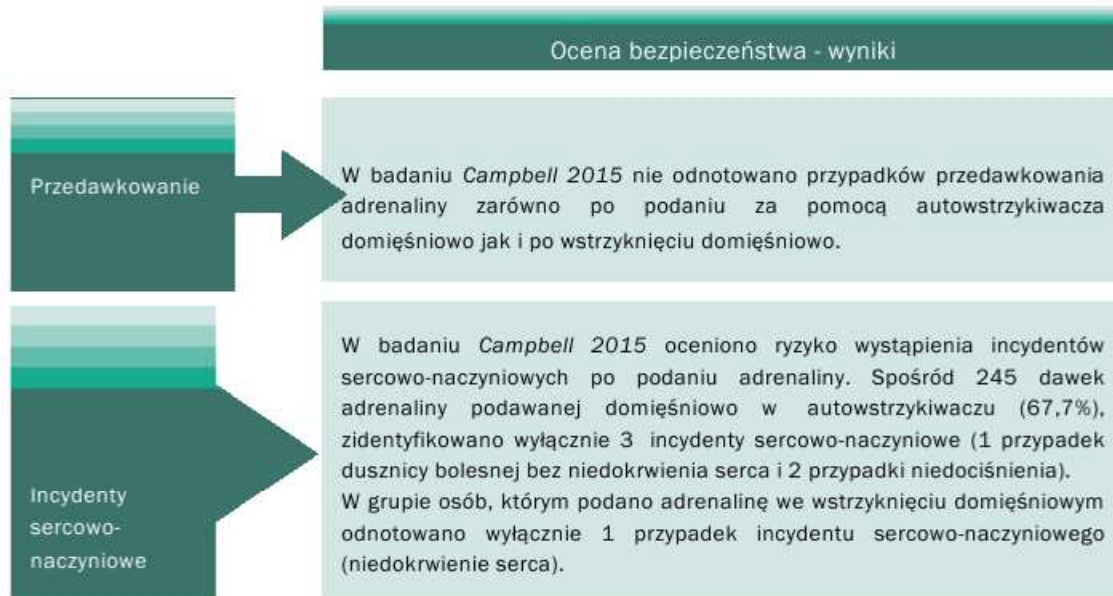 Ocena bezpieczeństwa - wyniki
Przedawkowanie
W badaniu Campbell 2015 nie odnotowano przypadków przedawkowania
adrenaliny zarówno po podaniu za pomocą autowstrzykiwacza
domięśniowo jak i po wstrzyknięciu domięśniowo.
Incydenty
sercowo-
naczyniowe
W badaniu Campbell 2015 oceniono ryzyko wystąpienia incydentów
sercowo-naczyniowych po podaniu adrenaliny. Spośród 245 dawek
adrenaliny podawanej domięśniowo w autowstrzykiwaczu (67,7%),
zidentyfikowano wyłącznie 3 incydenty sercowo-naczyniowe (1 przypadek
dusznicy bolesnej bez niedokrwienia serca i 2 przypadki niedociśnienia).
W grupie osób, którym podano adrenalinę we wstrzyknięciu domięśniowym
odnotowano wyłącznie 1 przypadek incydentu sercowo-naczyniowego
(niedokrwienie serca).